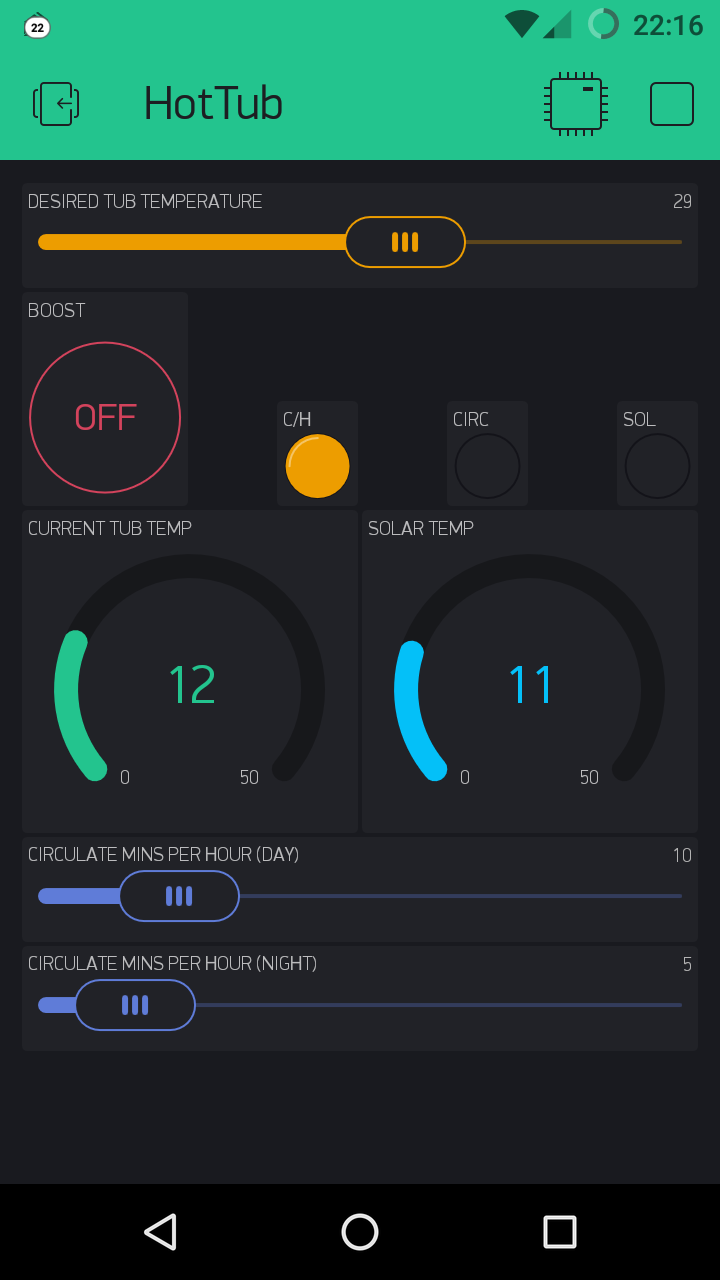 22
22:16
HotTub
DESIRED TUB TEMPERATURE 29
BOOST
OFF
C/H
CIRC
SOL
CURRENT TUB TEMP
12
0 50
SOLAR TEMP
11
0 50
CIRCULATE MINS PER HOUR (DAY) 10
CIRCULATE MINS PER HOUR (NIGHT) 5